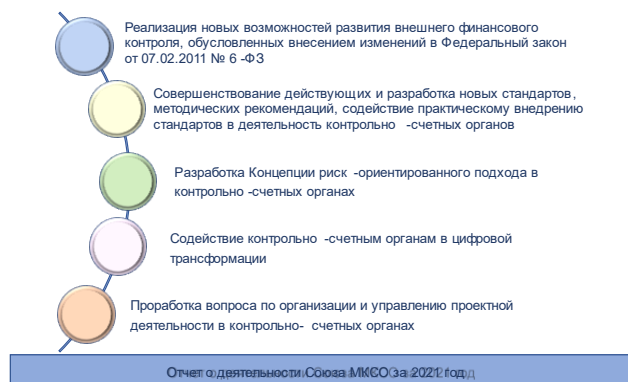 Реализация новых возможностей развития внешнего финансового
контроля, обусловленных внесением изменений в Федеральный закон
от 07.02.2011 № 6 -ФЗ
Совершенствование действующих и разработка новых стандартов,
методических рекомендаций, содействие практическому внедрению
стандартов в деятельность контрольно -счетных органов
Разработка Концепции риск -ориентированного подхода в
контрольно -счетных органах
Содействие контрольно -счетным органам в цифровой
трансформации
Проработка вопроса по организации и управлению проектной
деятельности в контрольно- счетных органах
Отчет о деятельности Союза МКСО за 2021 год